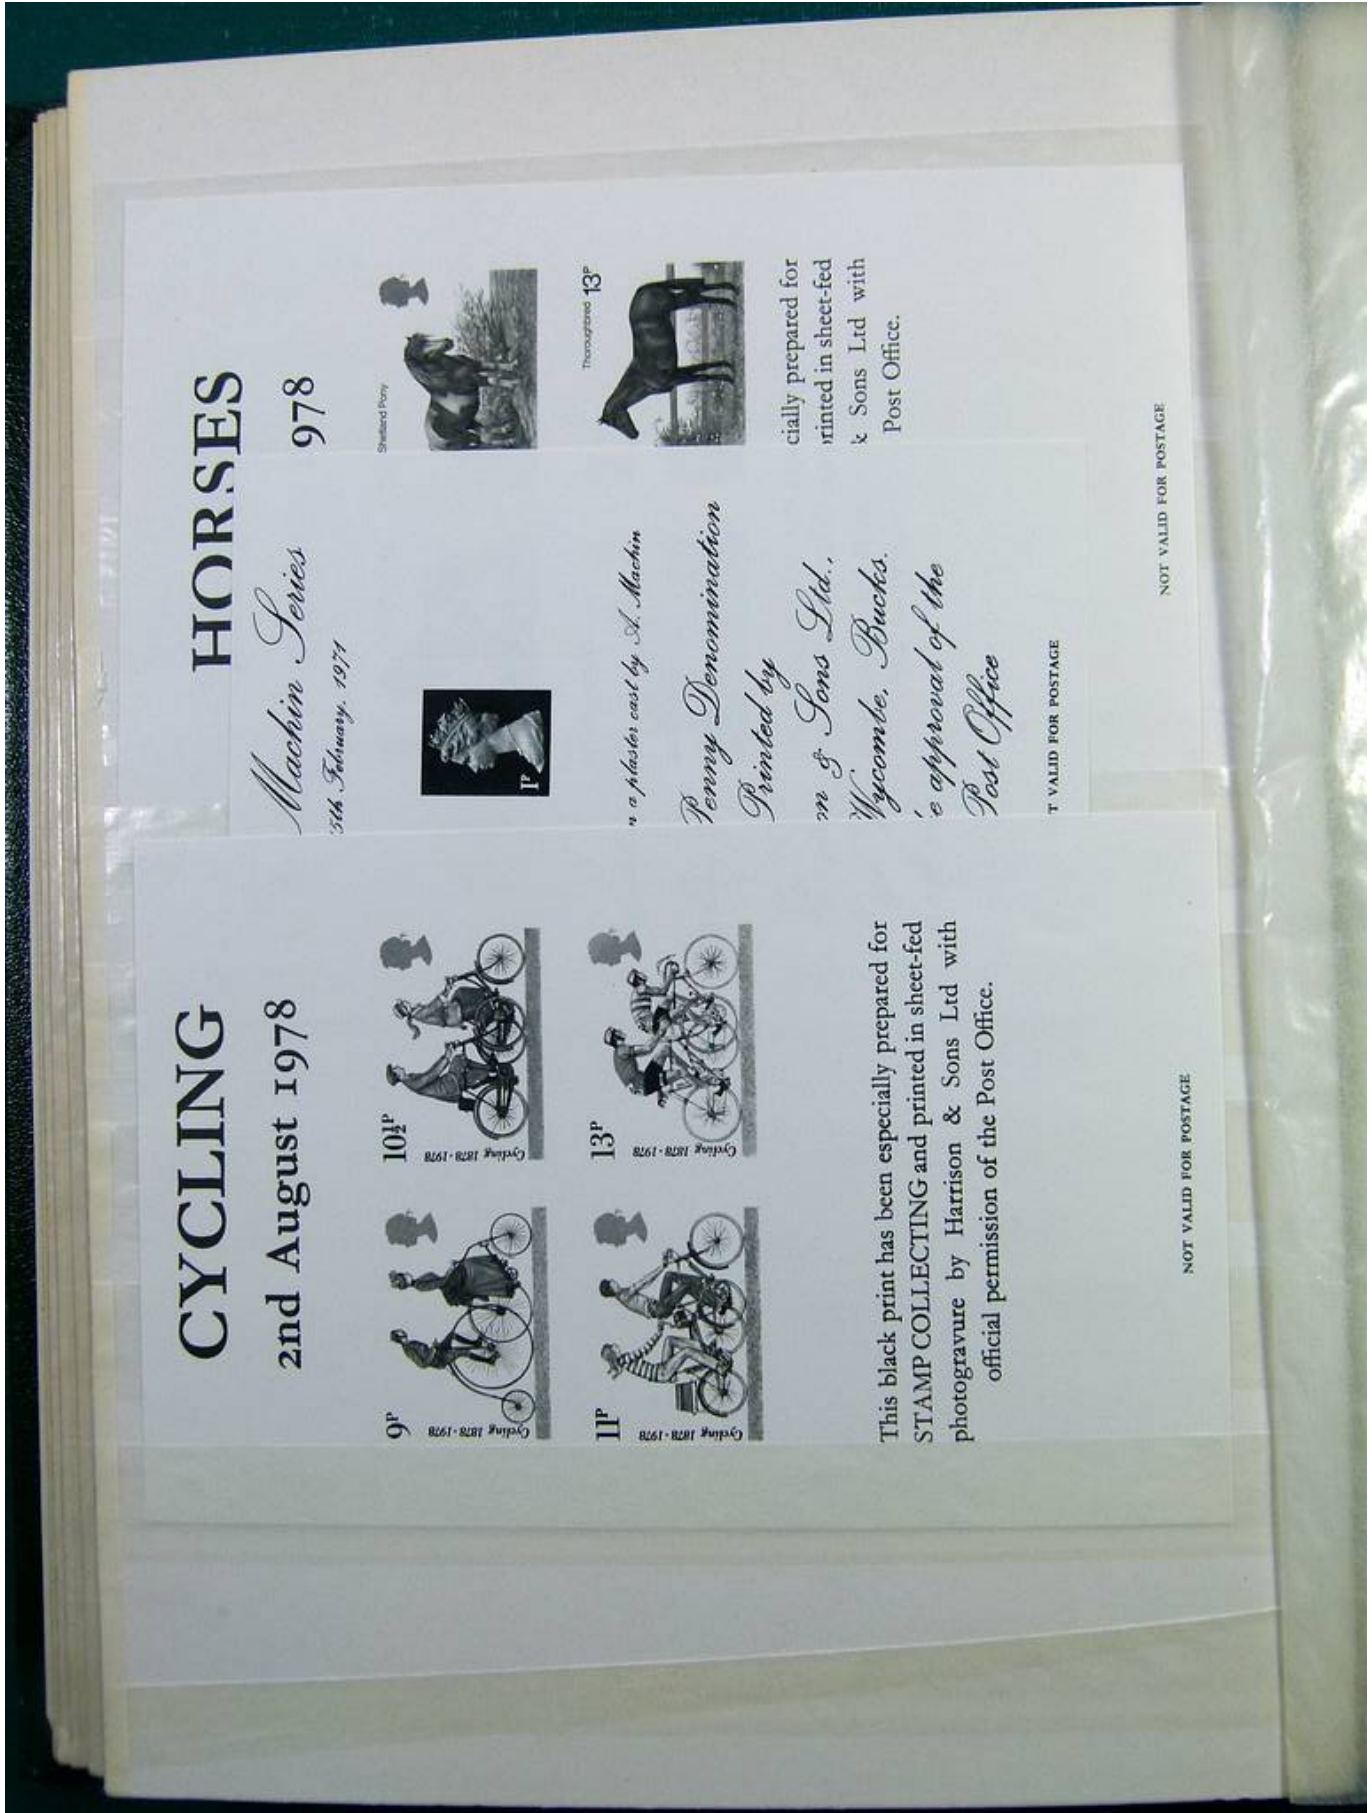 CYCLING
2nd August 1978
9P
Cycling 1878-1978
10½P
Cycling 1878-1978
11P
Cycling 1878-1978
13P
Cycling 1878-1978
This black print has been especially prepared for
STAMP COLLECTING and printed in sheet-fed
photogravure by Harrison & Sons Ltd with
official permission of the Post Office.
NOT VALID FOR POSTAGE
Machin Series
5th February, 1971
1P
n a plaster cast by A. Machin
Penny Denomination
Printed by
n & Sons Ltd.,
Wycombe, Bucks.
e approval of the
Post Office
T VALID FOR POSTAGE
HORSES
978
Shetland Pony
Thoroughbred 13P
cially prepared for
rinted in sheet-fed
& Sons Ltd with
Post Office.
NOT VALID FOR POSTAGE